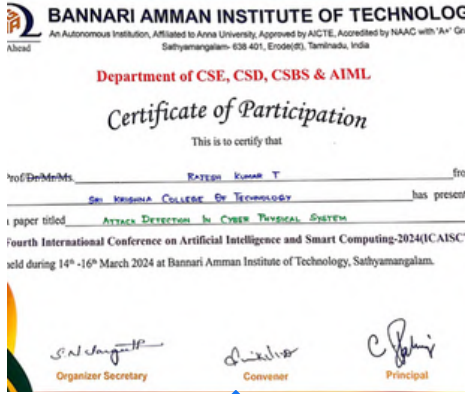 BANNARI AMMAN INSTITUTE OF TECHNOLOG
An Autonomous Institution, Affiliated to Anna University, Approved by AICTE, Accredited by NAAC with 'A+' Gr
Ahead
Sathyamangalam- 638 401, Erode(dt), Tamilnadu, India
Department of CSE, CSD, CSBS & AIML
Certificate of Participation
This is to certify that
Prof/Dr/Mr/Ms. RAJESH KUMAR T fro
SRI KRISHNA COLLEGE OF TECHNOLOGY has present
paper titled ATTACK DETECTION IN CYBER PHYSICAL SYSTEM
Fourth International Conference on Artificial Intelligence and Smart Computing-2024(ICAISC
held during 14th -16th March 2024 at Bannari Amman Institute of Technology, Sathyamangalam.
Organizer Secretary Convener Principal